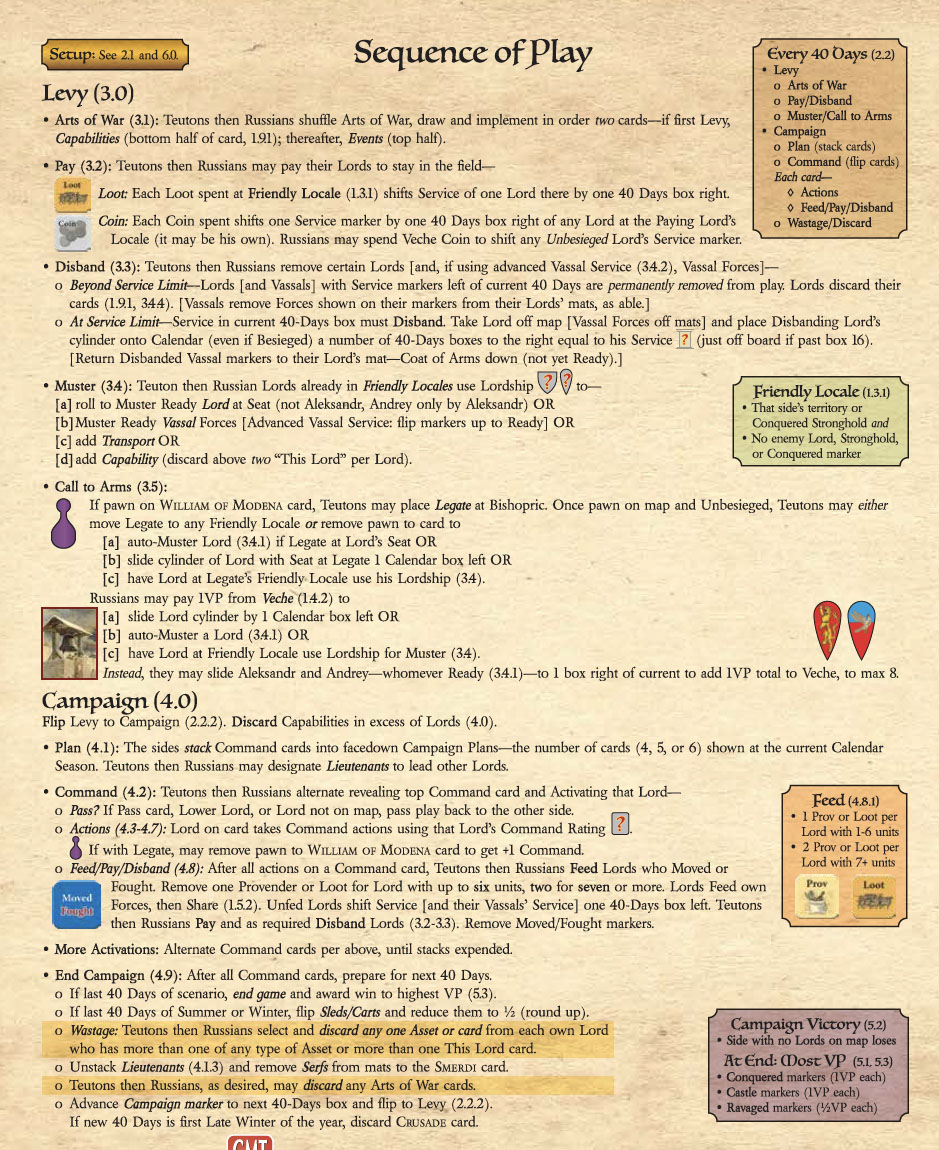 Setup: See 2.1 and 6.0.
Sequence of Play
Levy (3.0)
• Arts of War (3.1): Teutons then Russians shuffle Arts of War, draw and implement in order two cards—if first Levy,
Capabilities (bottom half of card, 1.9.1); thereafter, Events (top half).
• Pay (3.2): Teutons then Russians may pay their Lords to stay in the field—
Loot
Loot: Each Loot spent at Friendly Locale (1.3.1) shifts Service of one Lord there by one 40 Days box right.
Coin
Coin: Each Coin spent shifts one Service marker by one 40 Days box right of any Lord at the Paying Lord's
Locale (it may be his own). Russians may spend Veche Coin to shift any Unbesieged Lord's Service marker.
Every 40 Days (2.2)
• Levy
o Arts of War
o Pay/Disband
o Muster/Call to Arms
• Campaign
o Plan (stack cards)
o Command (flip cards)
Each card—
◊ Actions
◊ Feed/Pay/Disband
o Wastage/Discard
• Disband (3.3): Teutons then Russians remove certain Lords [and, if using advanced Vassal Service (3.4.2), Vassal Forces]—
o Beyond Service Limit—Lords [and Vassals] with Service markers left of current 40 Days are permanently removed from play. Lords discard their
cards (1.9.1, 3.4.4). [Vassals remove Forces shown on their markers from their Lords' mats, as able.]
o At Service Limit—Service in current 40-Days box must Disband. Take Lord off map [Vassal Forces off mats] and place Disbanding Lord's
cylinder onto Calendar (even if Besieged) a number of 40-Days boxes to the right equal to his Service ? (just off board if past box 16).
[Return Disbanded Vassal markers to their Lord's mat—Coat of Arms down (not yet Ready).]
• Muster (3.4): Teuton then Russian Lords already in Friendly Locales use Lordship ? ? to—
[a] roll to Muster Ready Lord at Seat (not Aleksandr, Andrey only by Aleksandr) OR
[b] Muster Ready Vassal Forces [Advanced Vassal Service: flip markers up to Ready] OR
[c] add Transport OR
[d] add Capability (discard above two “This Lord” per Lord).
Friendly Locale (1.3.1)
• That side's territory or
Conquered Stronghold and
• No enemy Lord, Stronghold,
or Conquered marker
• Call to Arms (3.5):
If pawn on WILLIAM OF MODENA card, Teutons may place Legate at Bishopric. Once pawn on map and Unbesieged, Teutons may either
move Legate to any Friendly Locale or remove pawn to card to
[a] auto-Muster Lord (3.4.1) if Legate at Lord's Seat OR
[b] slide cylinder of Lord with Seat at Legate 1 Calendar box left OR
[c] have Lord at Legate's Friendly Locale use his Lordship (3.4).
Russians may pay 1VP from Veche (1.4.2) to
[a] slide Lord cylinder by 1 Calendar box left OR
[b] auto-Muster a Lord (3.4.1) OR
[c] have Lord at Friendly Locale use Lordship for Muster (3.4).
Instead, they may slide Aleksandr and Andrey—whomever Ready (3.4.1)—to 1 box right of current to add 1VP total to Veche, to max 8.
Campaign (4.0)
Flip Levy to Campaign (2.2.2). Discard Capabilities in excess of Lords (4.0).
• Plan (4.1): The sides stack Command cards into facedown Campaign Plans—the number of cards (4, 5, or 6) shown at the current Calendar
Season. Teutons then Russians may designate Lieutenants to lead other Lords.
• Command (4.2): Teutons then Russians alternate revealing top Command card and Activating that Lord—
o Pass? If Pass card, Lower Lord, or Lord not on map, pass play back to the other side.
o Actions (4.3-4.7): Lord on card takes Command actions using that Lord's Command Rating ?.
If with Legate, may remove pawn to WILLIAM OF MODENA card to get +1 Command.
o Feed/Pay/Disband (4.8): After all actions on a Command card, Teutons then Russians Feed Lords who Moved or
Fought. Remove one Provender or Loot for Lord with up to six units, two for seven or more. Lords Feed own
Forces, then Share (1.5.2). Unfed Lords shift Service [and their Vassals' Service] one 40-Days box left. Teutons
then Russians Pay and as required Disband Lords (3.2-3.3). Remove Moved/Fought markers.
Moved
Fought
Feed (4.8.1)
• 1 Prov or Loot per
Lord with 1-6 units
• 2 Prov or Loot per
Lord with 7+ units
Prov
Loot
• More Activations: Alternate Command cards per above, until stacks expended.
• End Campaign (4.9): After all Command cards, prepare for next 40 Days.
o If last 40 Days of scenario, end game and award win to highest VP (5.3).
o If last 40 Days of Summer or Winter, flip Sleds/Carts and reduce them to ½ (round up).
o Wastage: Teutons then Russians select and discard any one Asset or card from each own Lord
who has more than one of any type of Asset or more than one This Lord card.
o Unstack Lieutenants (4.1.3) and remove Serfs from mats to the SMERDI card.
o Teutons then Russians, as desired, may discard any Arts of War cards.
o Advance Campaign marker to next 40-Days box and flip to Levy (2.2.2).
If new 40 Days is first Late Winter of the year, discard CRUSADE card.
Campaign Victory (5.2)
• Side with no Lords on map loses
At End: Most VP (5.1, 5.3)
• Conquered markers (1VP each)
• Castle markers (1VP each)
• Ravaged markers (½VP each)
GMT